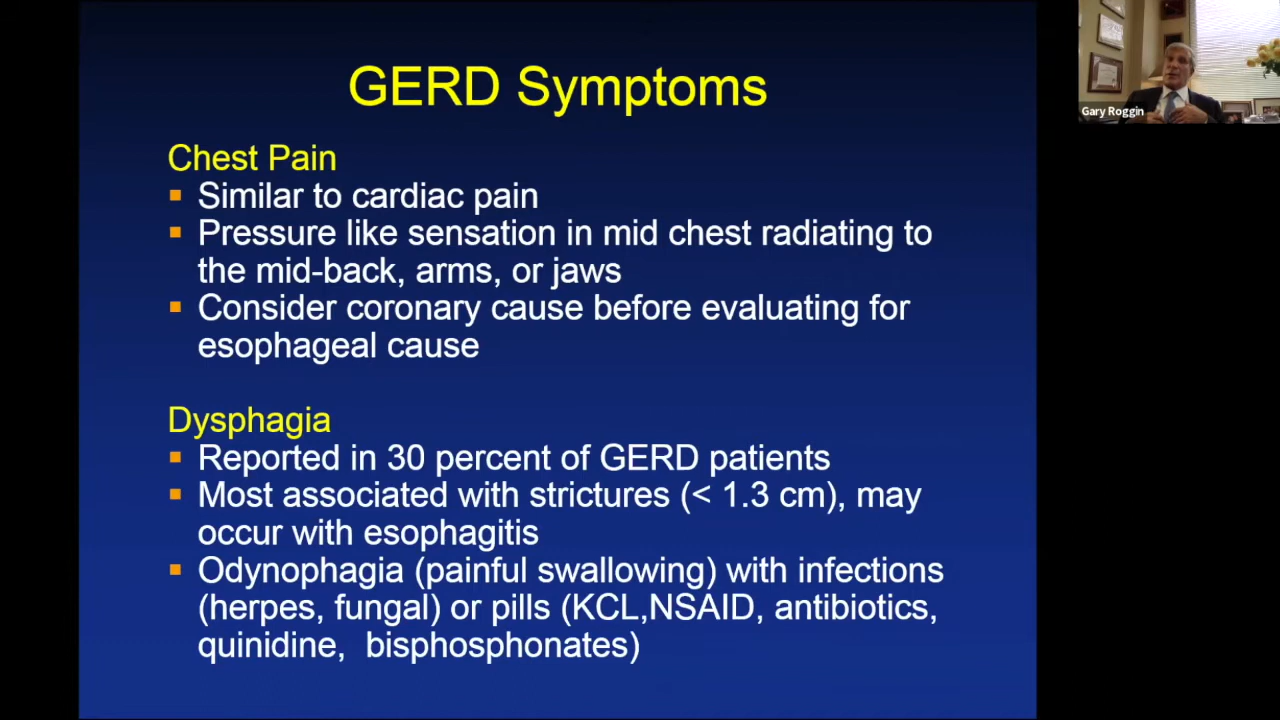 GERD Symptoms
Gary Roggin
Chest Pain
Similar to cardiac pain
Pressure like sensation in mid chest radiating to
the mid-back, arms, or jaws
Consider coronary cause before evaluating for
esophageal cause
Dysphagia
Reported in 30 percent of GERD patients
Most associated with strictures (< 1.3 cm), may
occur with esophagitis
Odynophagia (painful swallowing) with infections
(herpes, fungal) or pills (KCL,NSAID, antibiotics,
quinidine,  bisphosphonates)